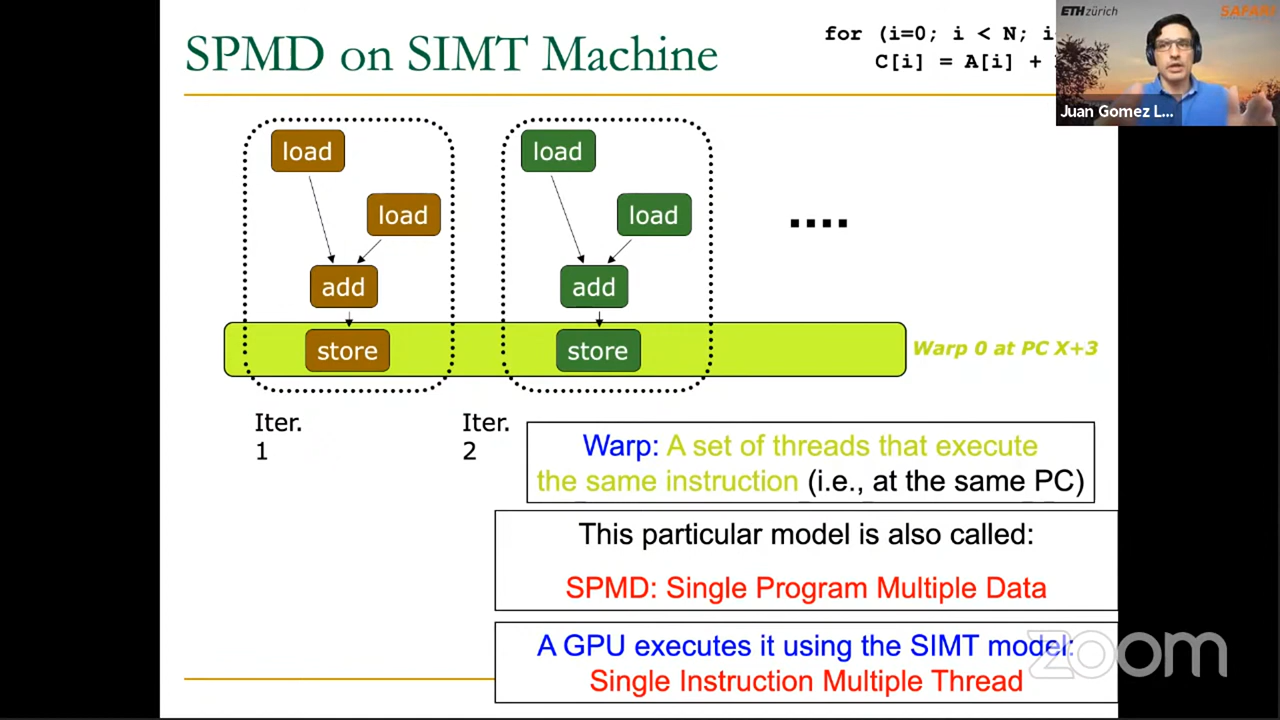 SPMD on SIMT Machine
for (i=0; i < N; i
C[i] = A[i] +
ETH zürich
SAFARI
Juan Gomez L...
load
load
load
load
....
add
add
store
store
Warp 0 at PC X+3
Iter.
1
Iter.
2
Warp: A set of threads that execute
the same instruction (i.e., at the same PC)
This particular model is also called:
SPMD: Single Program Multiple Data
A GPU executes it using the SIMT model:
Single Instruction Multiple Thread
zoom